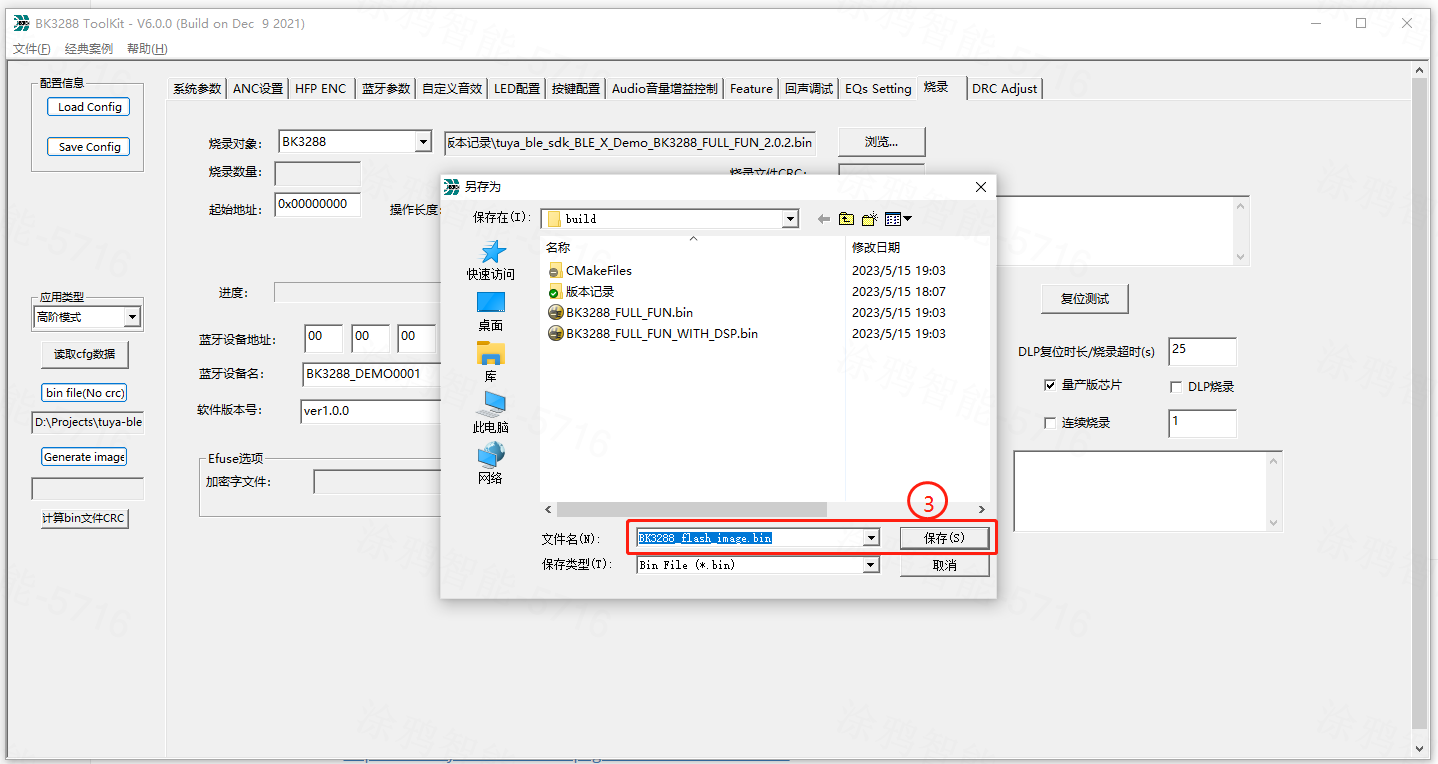 BK3288 ToolKit - V6.0.0 (Build on Dec  9 2021)
文件(F) 经典案例 帮助(H)
配置信息
Load Config
Save Config
应用类型
高阶模式
读取cfg数据
bin file(No crc)
D:\Projects\tuya-ble
Generate image
计算bin文件CRC
系统参数 ANC设置 HFP ENC 蓝牙参数 自定义音效 LED配置 按键配置 Audio音量增益控制 Feature 回声调试 EQs Setting 烧录 DRC Adjust
烧录对象: BK3288 版本记录\tuya_ble_sdk_BLE_X_Demo_BK3288_FULL_FUN_2.0.2.bin 浏览...
烧录数量: 烧录文件CRC:
起始地址: 0x00000000 操作长度:
进度:
蓝牙设备地址: 00 00 00
蓝牙设备名: BK3288_DEMO0001
软件版本号: ver1.0.0
Efuse选项
加密字文件:
另存为
保存在(I): build
快速访问
桌面
库
此电脑
网络
名称 修改日期
CMakeFiles 2023/5/15 19:03
版本记录 2023/5/15 18:07
BK3288_FULL_FUN.bin 2023/5/15 19:03
BK3288_FULL_FUN_WITH_DSP.bin 2023/5/15 19:03
3
文件名(N): BK3288_flash_image.bin 保存(S)
保存类型(T): Bin File (*.bin) 取消
复位测试
DLP复位时长/烧录超时(s) 25
量产版芯片 DLP烧录
连续烧录 1
涂鸦智能-5716